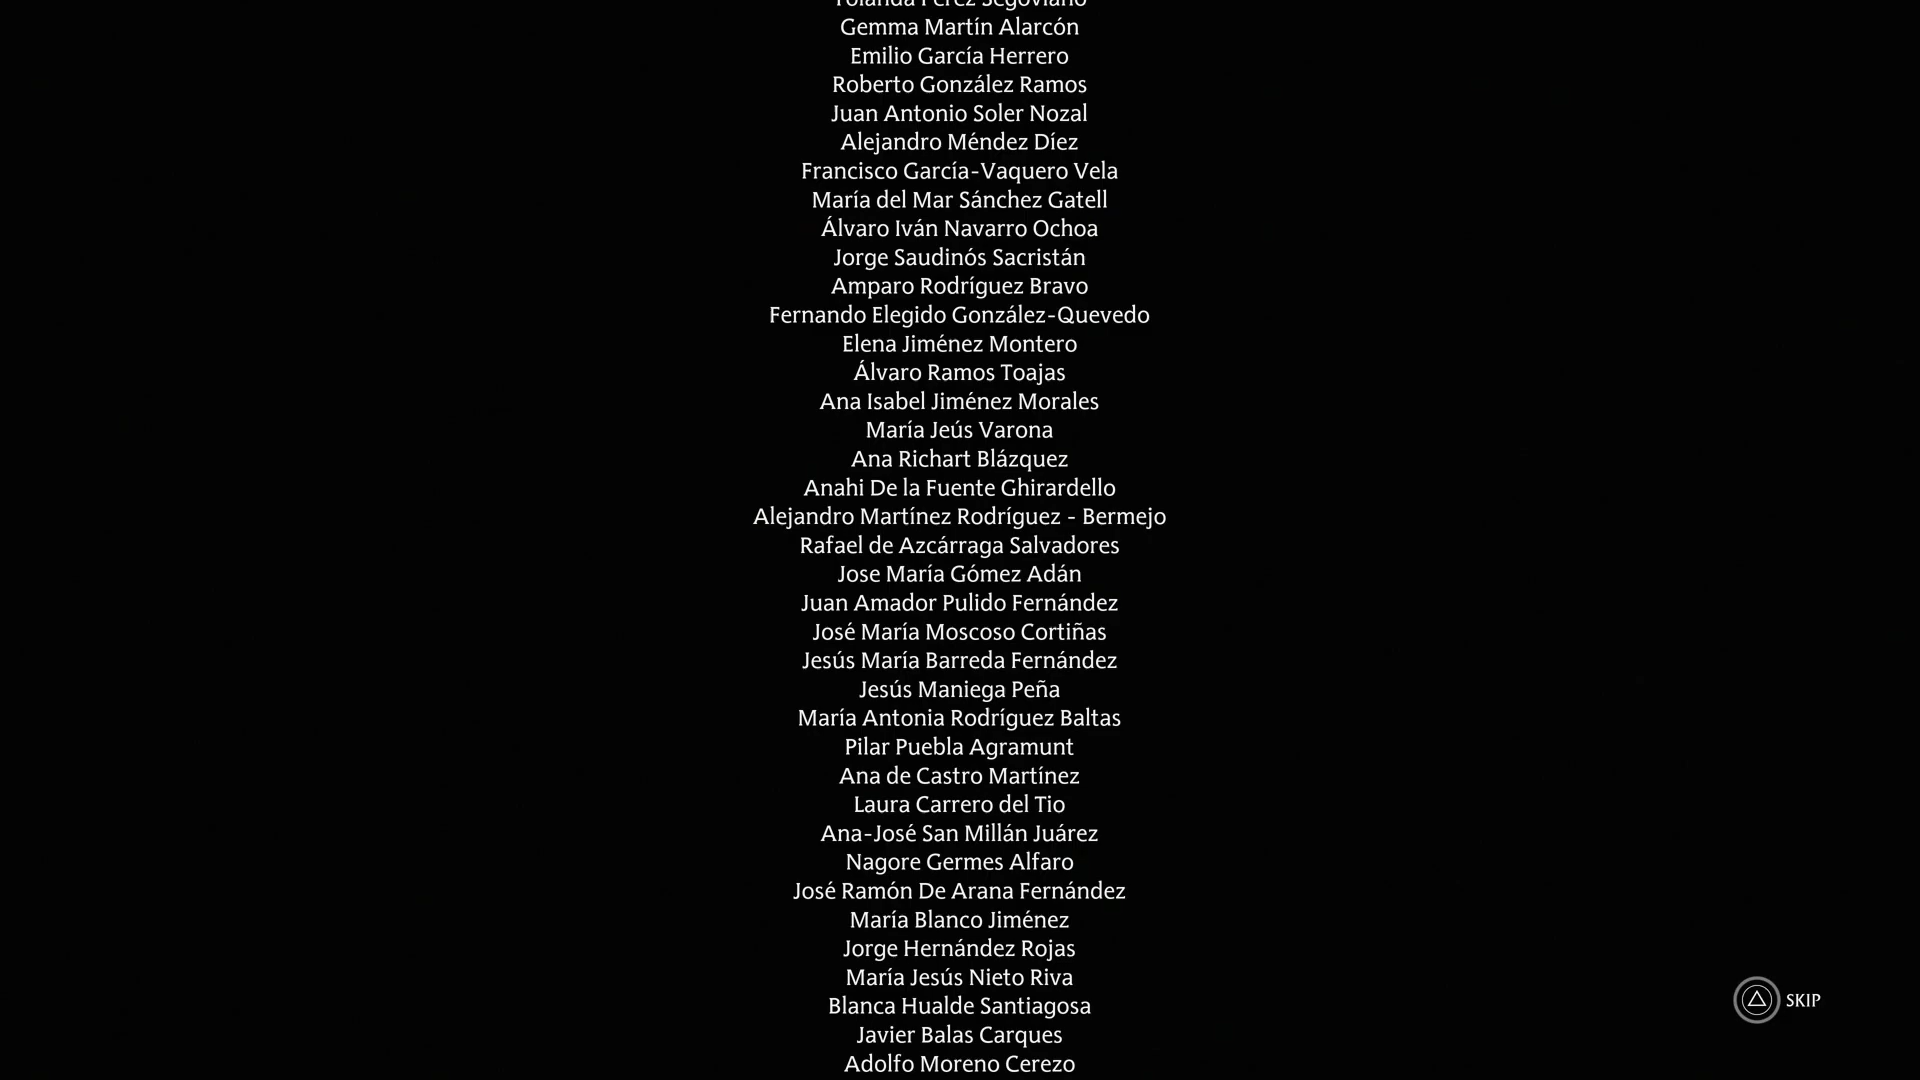 Yolanda Pérez Segoviano
Gemma Martín Alarcón
Emilio García Herrero
Roberto González Ramos
Juan Antonio Soler Nozal
Alejandro Méndez Díez
Francisco García-Vaquero Vela
María del Mar Sánchez Gatell
Álvaro Iván Navarro Ochoa
Jorge Saudinós Sacristán
Amparo Rodríguez Bravo
Fernando Elegido González-Quevedo
Elena Jiménez Montero
Álvaro Ramos Toajas
Ana Isabel Jiménez Morales
María Jeús Varona
Ana Richart Blázquez
Anahi De la Fuente Ghirardello
Alejandro Martínez Rodríguez - Bermejo
Rafael de Azcárraga Salvadores
Jose María Gómez Adán
Juan Amador Pulido Fernández
José María Moscoso Cortiñas
Jesús María Barreda Fernández
Jesús Maniega Peña
María Antonia Rodríguez Baltas
Pilar Puebla Agramunt
Ana de Castro Martínez
Laura Carrero del Tio
Ana-José San Millán Juárez
Nagore Germes Alfaro
José Ramón De Arana Fernández
María Blanco Jiménez
Jorge Hernández Rojas
María Jesús Nieto Riva
Blanca Hualde Santiagosa
Javier Balas Carques
Adolfo Moreno Cerezo
SKIP